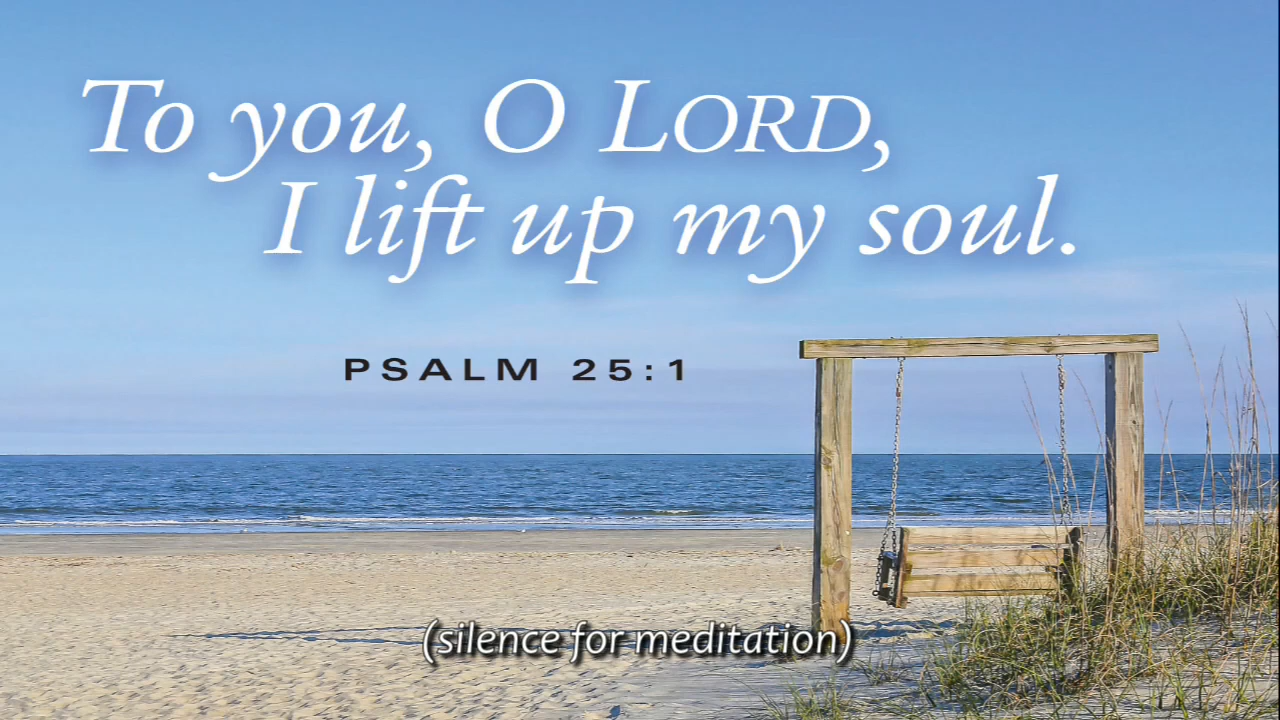 To you, O LORD,
I lift up my soul.
PSALM 25:1
(silence for meditation)